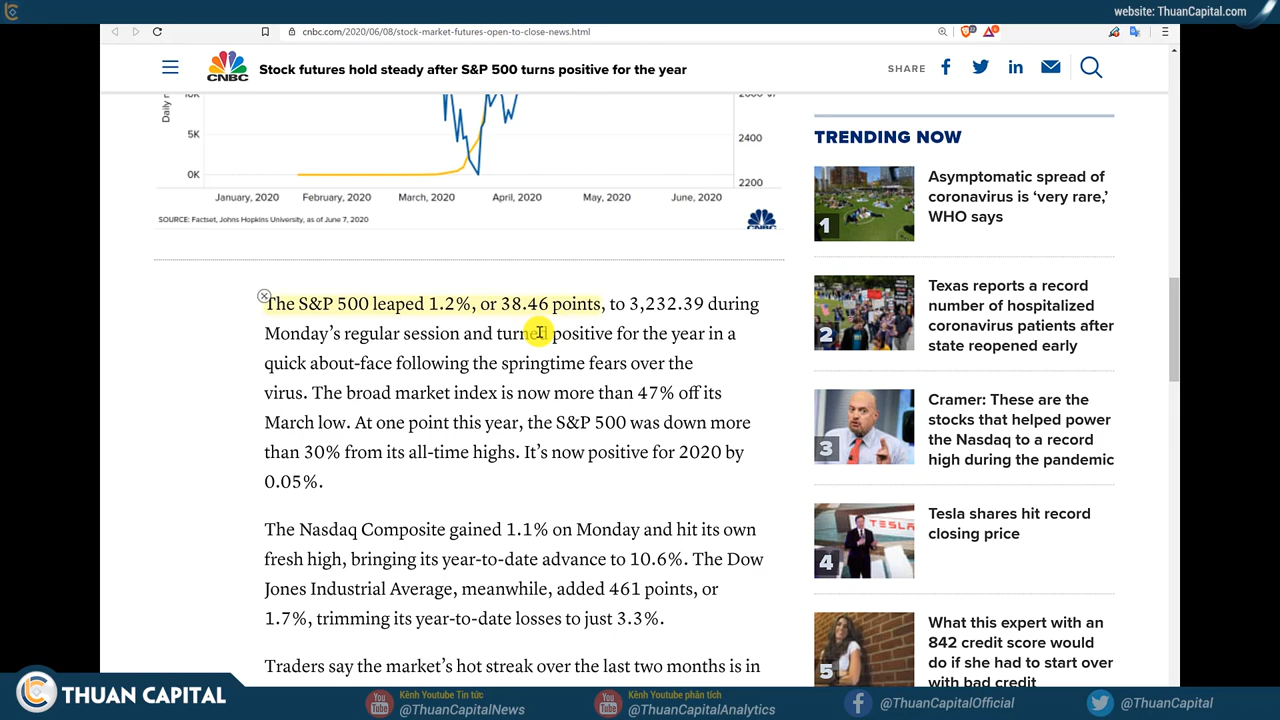 website: ThuanCapital.com
cnbc.com/2020/06/08/stock-market-futures-open-to-close-news.html
CNBC
Stock futures hold steady after S&P 500 turns positive for the year
SHARE
5K
0K
2400
2200
January, 2020
February, 2020
March, 2020
April, 2020
May, 2020
June, 2020
SOURCE: Factset, Johns Hopkins University, as of June 7, 2020
CNBC
The S&P 500 leaped 1.2%, or 38.46 points, to 3,232.39 during
Monday’s regular session and turned positive for the year in a
quick about-face following the springtime fears over the
virus. The broad market index is now more than 47% off its
March low. At one point this year, the S&P 500 was down more
than 30% from its all-time highs. It’s now positive for 2020 by
0.05%.
The Nasdaq Composite gained 1.1% on Monday and hit its own
fresh high, bringing its year-to-date advance to 10.6%. The Dow
Jones Industrial Average, meanwhile, added 461 points, or
1.7%, trimming its year-to-date losses to just 3.3%.
Traders say the market’s hot streak over the last two months is in
TRENDING NOW
1
Asymptomatic spread of
coronavirus is ‘very rare,’
WHO says
2
Texas reports a record
number of hospitalized
coronavirus patients after
state reopened early
3
Cramer: These are the
stocks that helped power
the Nasdaq to a record
high during the pandemic
4
TESLA
Tesla shares hit record
closing price
5
What this expert with an
842 credit score would
do if she had to start over
with bad credit
THUAN CAPITAL
You Tube
Kênh Youtube Tin tức
@ThuanCapitalNews
You Tube
Kênh Youtube phân tích
@ThuanCapitalAnalytics
@ThuanCapitalOfficial
@ThuanCapital